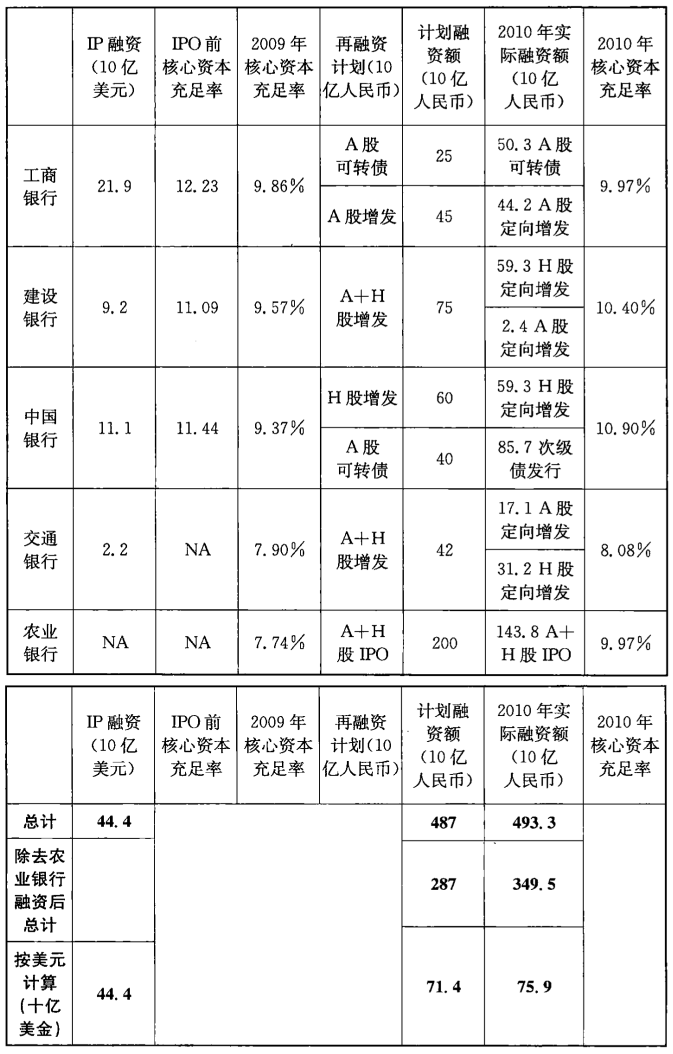 IP 融资
(10 亿
美元)
IPO 前
核心资本
充足率
2009 年
核心资本
充足率
再融资
计划(10
亿人民币)
计划融
资额
(10 亿
人民币)
2010 年实
际融资额
(10 亿
人民币)
2010 年
核心资本
充足率
工商
银行
21.9
12.23
9.86%
A 股
可转债
25
50.3 A 股
可转债
9.97%
A 股增发
45
44.2 A 股
定向增发
建设
银行
9.2
11.09
9.57%
A+H
股增发
75
59.3 H 股
定向增发
2.4 A 股
定向增发
10.40%
中国
银行
11.1
11.44
9.37%
H 股增发
60
59.3 H 股
定向增发
10.90%
A 股
可转债
40
85.7 次级
债发行
交通
银行
2.2
NA
7.90%
A+H
股增发
42
17.1 A 股
定向增发
31.2 H 股
定向增发
8.08%
农业
银行
NA
NA
7.74%
A+H
股 IPO
200
143.8 A+
H 股 IPO
9.97%
IP 融资
(10 亿
美元)
IPO 前
核心资本
充足率
2009 年
核心资本
充足率
再融资
计划(10
亿人民币)
计划融
资额
(10 亿
人民币)
2010 年实
际融资额
(10 亿
人民币)
2010 年
核心资本
充足率
总计
44.4
487
493.3
除去农
业银行
融资后
总计
287
349.5
按美元
计算
(十亿
美金)
44.4
71.4
75.9